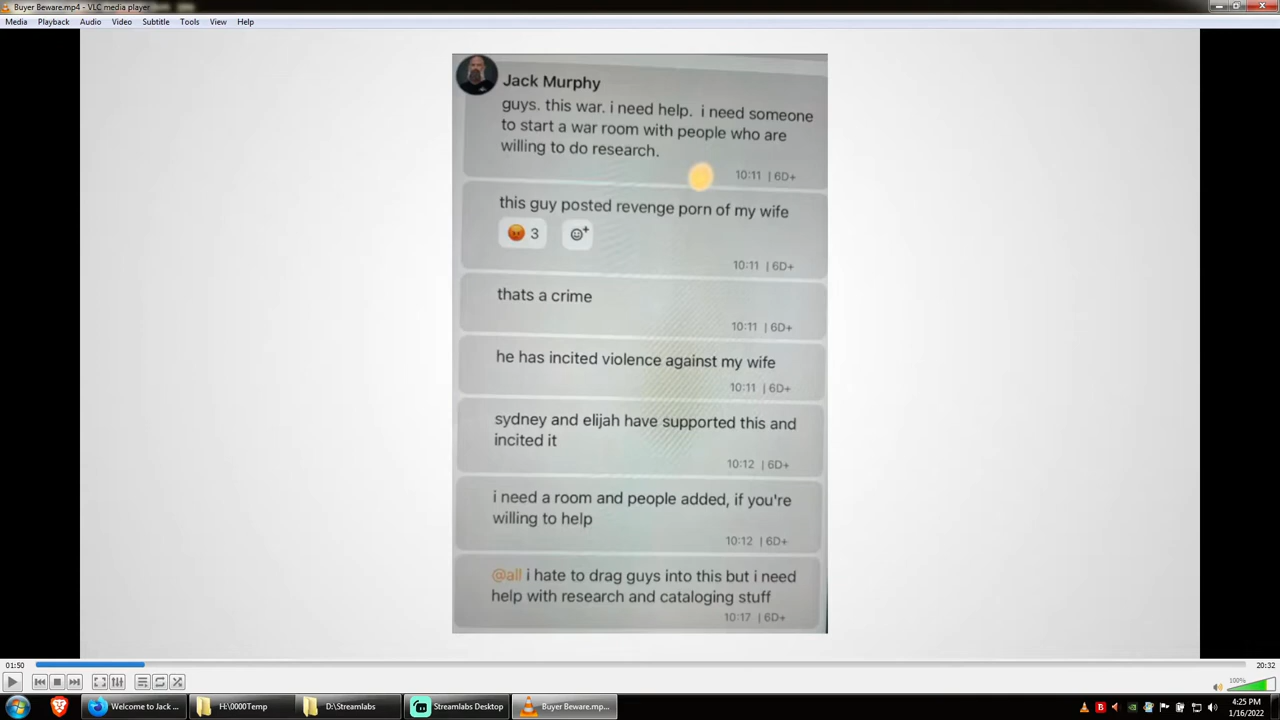 Buyer Beware.mp4 - VLC media player
Media Playback Audio Video Subtitle Tools View Help
Jack Murphy
guys. this war. i need help. i need someone
to start a war room with people who are
willing to do research.
10:11 | 6D+
this guy posted revenge porn of my wife
3
10:11 | 6D+
thats a crime
10:11 | 6D+
he has incited violence against my wife
10:11 | 6D+
sydney and elijah have supported this and
incited it
10:12 | 6D+
i need a room and people added, if you're
willing to help
10:12 | 6D+
@all i hate to drag guys into this but i need
help with research and cataloging stuff
10:17 | 6D+
01:50 20:32
100%
Welcome to Jack ... H:\0000Temp D:\Streamlabs Streamlabs Desktop Buyer Beware.mp... 4:25 PM
1/16/2022